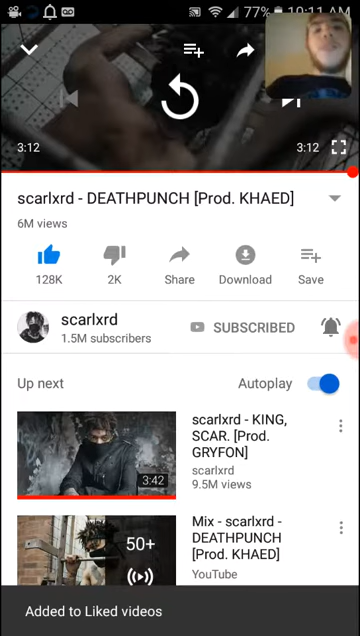 77% 10:11 AM
3:12 3:12
scarlxrd - DEATHPUNCH [Prod. KHAED]
6M views
128K 2K Share Download Save
scarlxrd
1.5M subscribers
SUBSCRIBED
Up next Autoplay
scarlxrd - KING,
SCAR. [Prod.
GRYFON]
scarlxrd
9.5M views
3:42
Mix - scarlxrd -
DEATHPUNCH
[Prod. KHAED]
YouTube
50+
Added to Liked videos